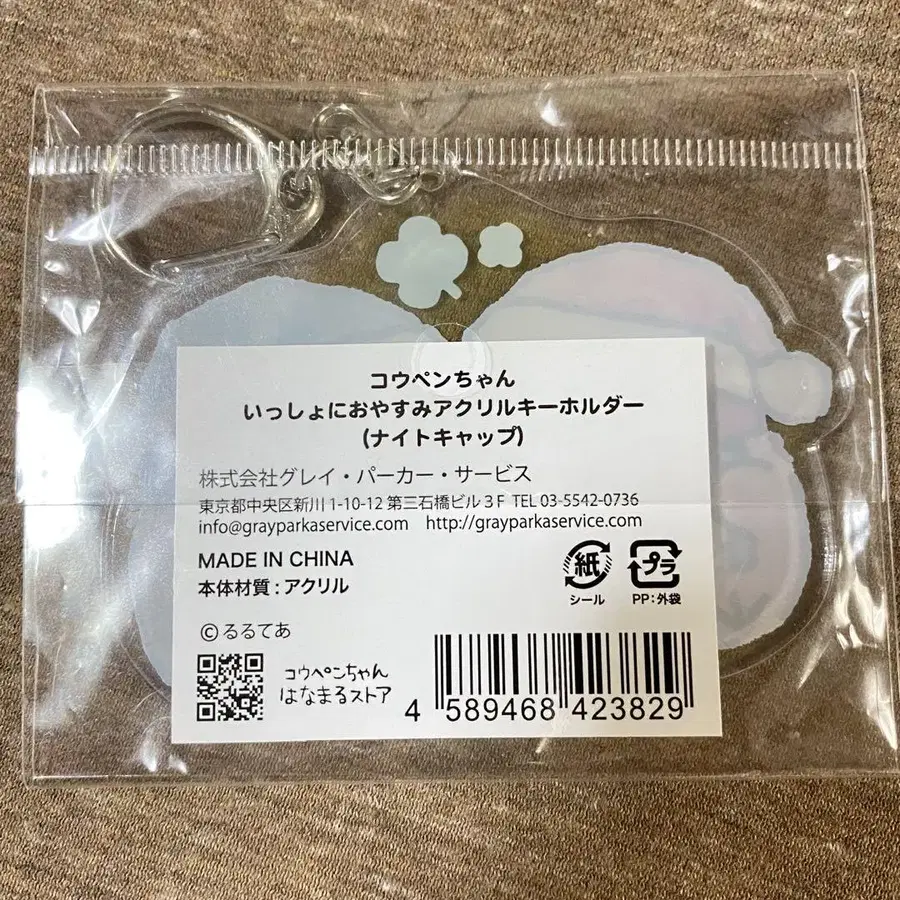 コウペンちゃん
いっしょにおやすみアクリルキーホルダー
(ナイトキャップ)
株式会社グレイ・パーカー・サービス
東京都中央区新川 1-10-12 第三石橋ビル 3 F TEL 03-5542-0736
info@grayparkaservice.com http://grayparkaservice.com
MADE IN CHINA
本体材質：アクリル
紙
シール
プラ
PP：外袋
©るるてあ
コウペンちゃん
はなまるストア
4 589468 423829